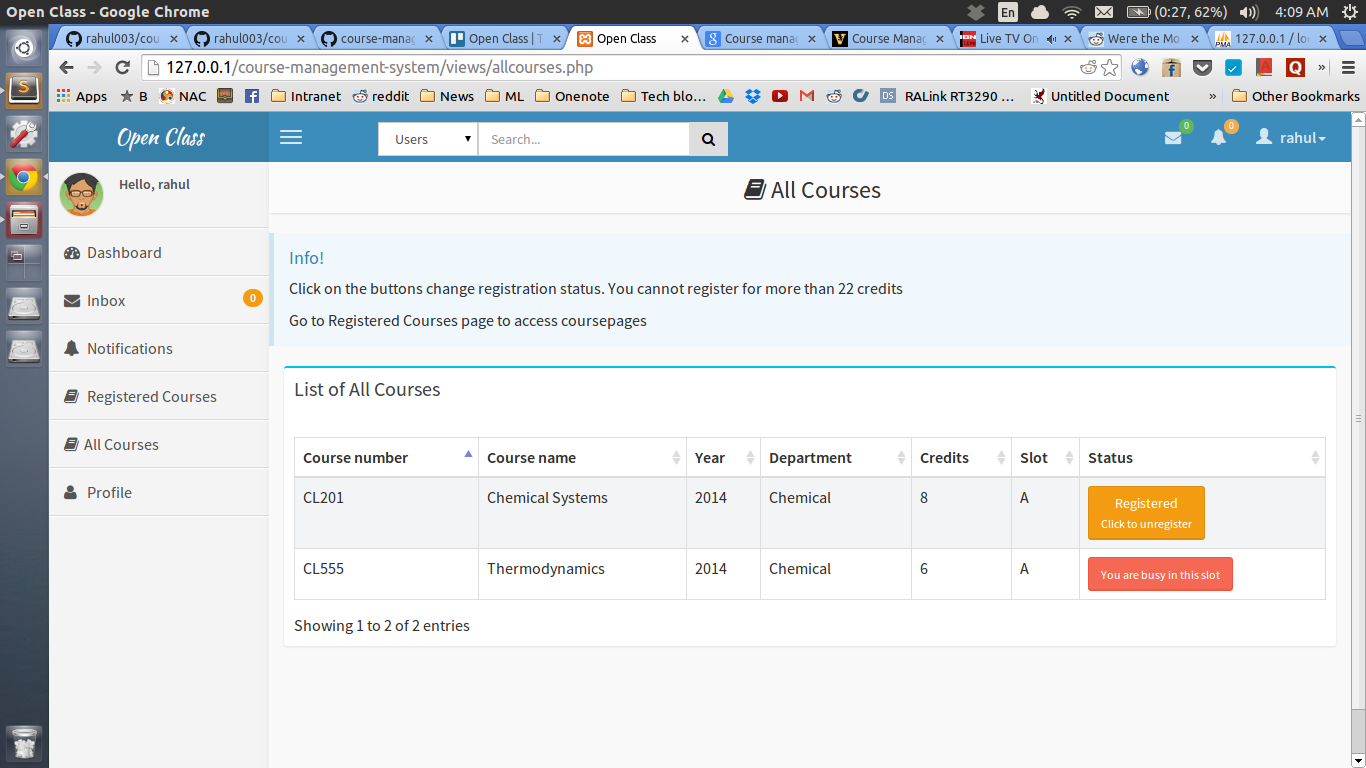 Open Class - Google Chrome
En
(0:27, 62%)
4:09 AM
rahul003/cou
rahul003/cou
course-manag
Open Class | T
Open Class
Course manag
Course Manag
Live TV On
Were the Mo
127.0.0.1 / lo
127.0.0.1/course-management-system/views/allcourses.php
Apps
B
NAC
Intranet
reddit
News
ML
Onenote
Tech blo...
RALink RT3290 ...
Untitled Document
»
Other Bookmarks
Open Class
Users
Search...
0
0
rahul
Hello, rahul
All Courses
Dashboard
Inbox
0
Notifications
Registered Courses
All Courses
Profile
Info!
Click on the buttons change registration status. You cannot register for more than 22 credits
Go to Registered Courses page to access coursepages
List of All Courses
Course number Course name Year Department Credits Slot Status
CL201 Chemical Systems 2014 Chemical 8 A Registered
Click to unregister
CL555 Thermodynamics 2014 Chemical 6 A You are busy in this slot
Showing 1 to 2 of 2 entries